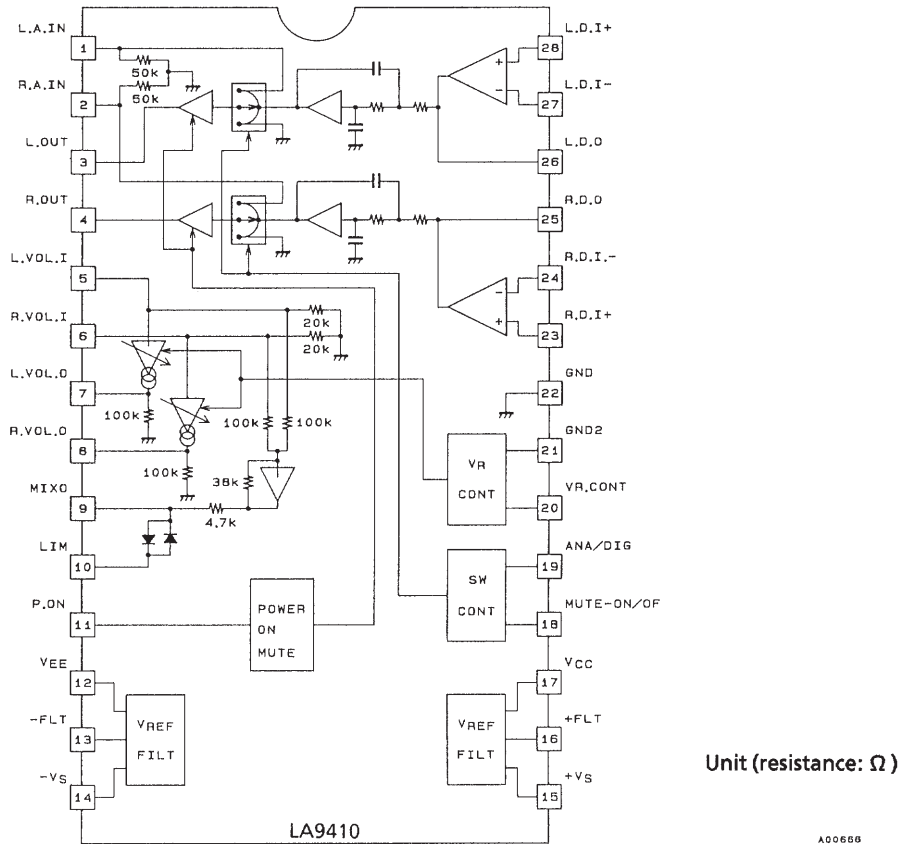 L.A.IN
1
R.A.IN
2
50k
50k
L.OUT
3
R.OUT
4
L.VOL.I
5
R.VOL.I
6
20k
20k
L.VOL.O
7
100k
R.VOL.O
8
100k
100k
100k
38k
MIXO
9
4.7k
LIM
10
P.ON
11
POWER
ON
MUTE
VEE
12
-FLT
13
VREF
FILT
-VS
14
L.D.I+
28
L.D.I-
27
L.D.O
26
R.D.O
25
R.D.I.-
24
R.D.I+
23
GND
22
GND2
21
VR
CONT
VR.CONT
20
ANA/DIG
19
SW
CONT
MUTE-ON/OF
18
VCC
17
+FLT
16
VREF
FILT
+VS
15
+
−
−
+
LA9410
Unit (resistance: Ω)
A00666